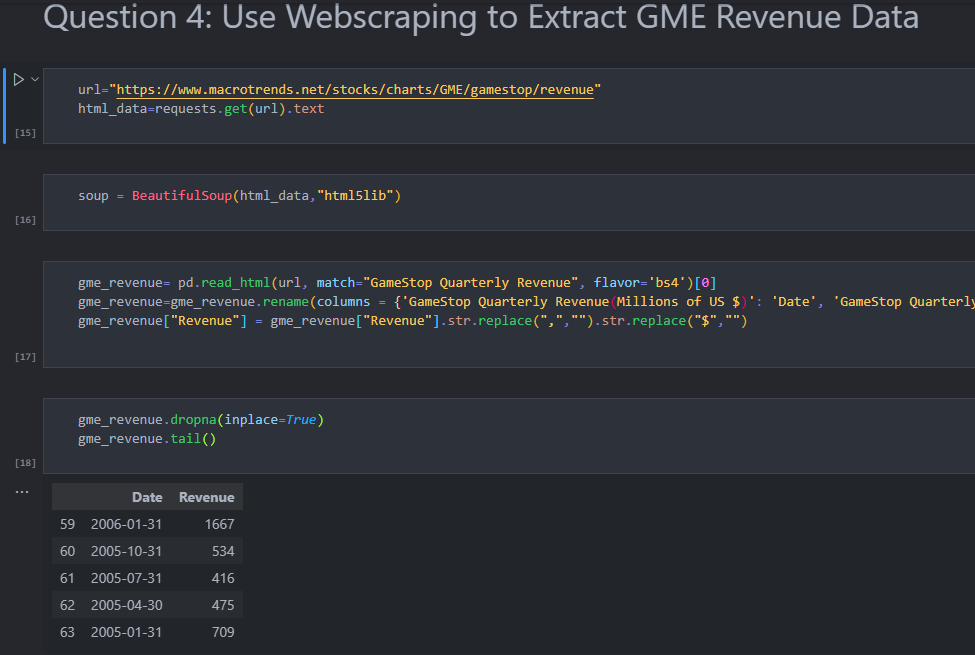 Question 4: Use Webscraping to Extract GME Revenue Data
url="https://www.macrotrends.net/stocks/charts/GME/gamestop/revenue"
html_data=requests.get(url).text
[15]
soup = BeautifulSoup(html_data,"html5lib")
[16]
gme_revenue= pd.read_html(url, match="GameStop Quarterly Revenue", flavor='bs4')[0]
gme_revenue=gme_revenue.rename(columns = {'GameStop Quarterly Revenue(Millions of US $)': 'Date', 'GameStop Quarterly
gme_revenue["Revenue"] = gme_revenue["Revenue"].str.replace(",","").str.replace("$","")
[17]
gme_revenue.dropna(inplace=True)
gme_revenue.tail()
[18]
...
Date Revenue
59 2006-01-31 1667
60 2005-10-31 534
61 2005-07-31 416
62 2005-04-30 475
63 2005-01-31 709